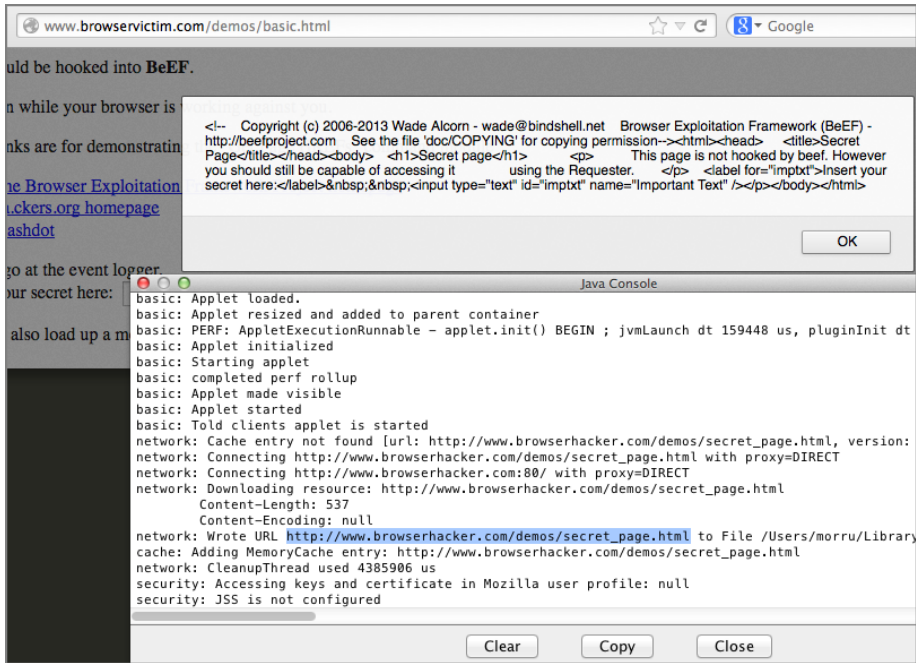 www.browservictim.com/demos/basic.html
Google
uld be hooked into BeEF.
n while your browser is working against you.
nks are for demonstrating
he Browser Exploitation
ckers.org homepage
ashdot
go at the event logger.
our secret here:
also load up a m
<!-- Copyright (c) 2006-2013 Wade Alcorn - wade@bindshell.net Browser Exploitation Framework (BeEF) -
http://beefproject.com See the file 'doc/COPYING' for copying permission--><html><head> <title>Secret
Page</title></head><body> <h1>Secret page</h1> <p> This page is not hooked by beef. However
you should still be capable of accessing it using the Requester. </p> <label for="imptxt">Insert your
secret here:</label>&nbsp;&nbsp;<input type="text" id="imptxt" name="Important Text" /></p></body></html>
OK
Java Console
basic: Applet loaded.
basic: Applet resized and added to parent container
basic: PERF: AppletExecutionRunnable - applet.init() BEGIN ; jvmLaunch dt 159448 us, pluginInit dt
basic: Applet initialized
basic: Starting applet
basic: completed perf rollup
basic: Applet made visible
basic: Applet started
basic: Told clients applet is started
network: Cache entry not found [url: http://www.browserhacker.com/demos/secret_page.html, version:
network: Connecting http://www.browserhacker.com/demos/secret_page.html with proxy=DIRECT
network: Connecting http://www.browserhacker.com:80/ with proxy=DIRECT
network: Downloading resource: http://www.browserhacker.com/demos/secret_page.html
Content-Length: 537
Content-Encoding: null
network: Wrote URL http://www.browserhacker.com/demos/secret_page.html to File /Users/morru/Library
cache: Adding MemoryCache entry: http://www.browserhacker.com/demos/secret_page.html
network: CleanupThread used 4385906 us
security: Accessing keys and certificate in Mozilla user profile: null
security: JSS is not configured
Clear
Copy
Close